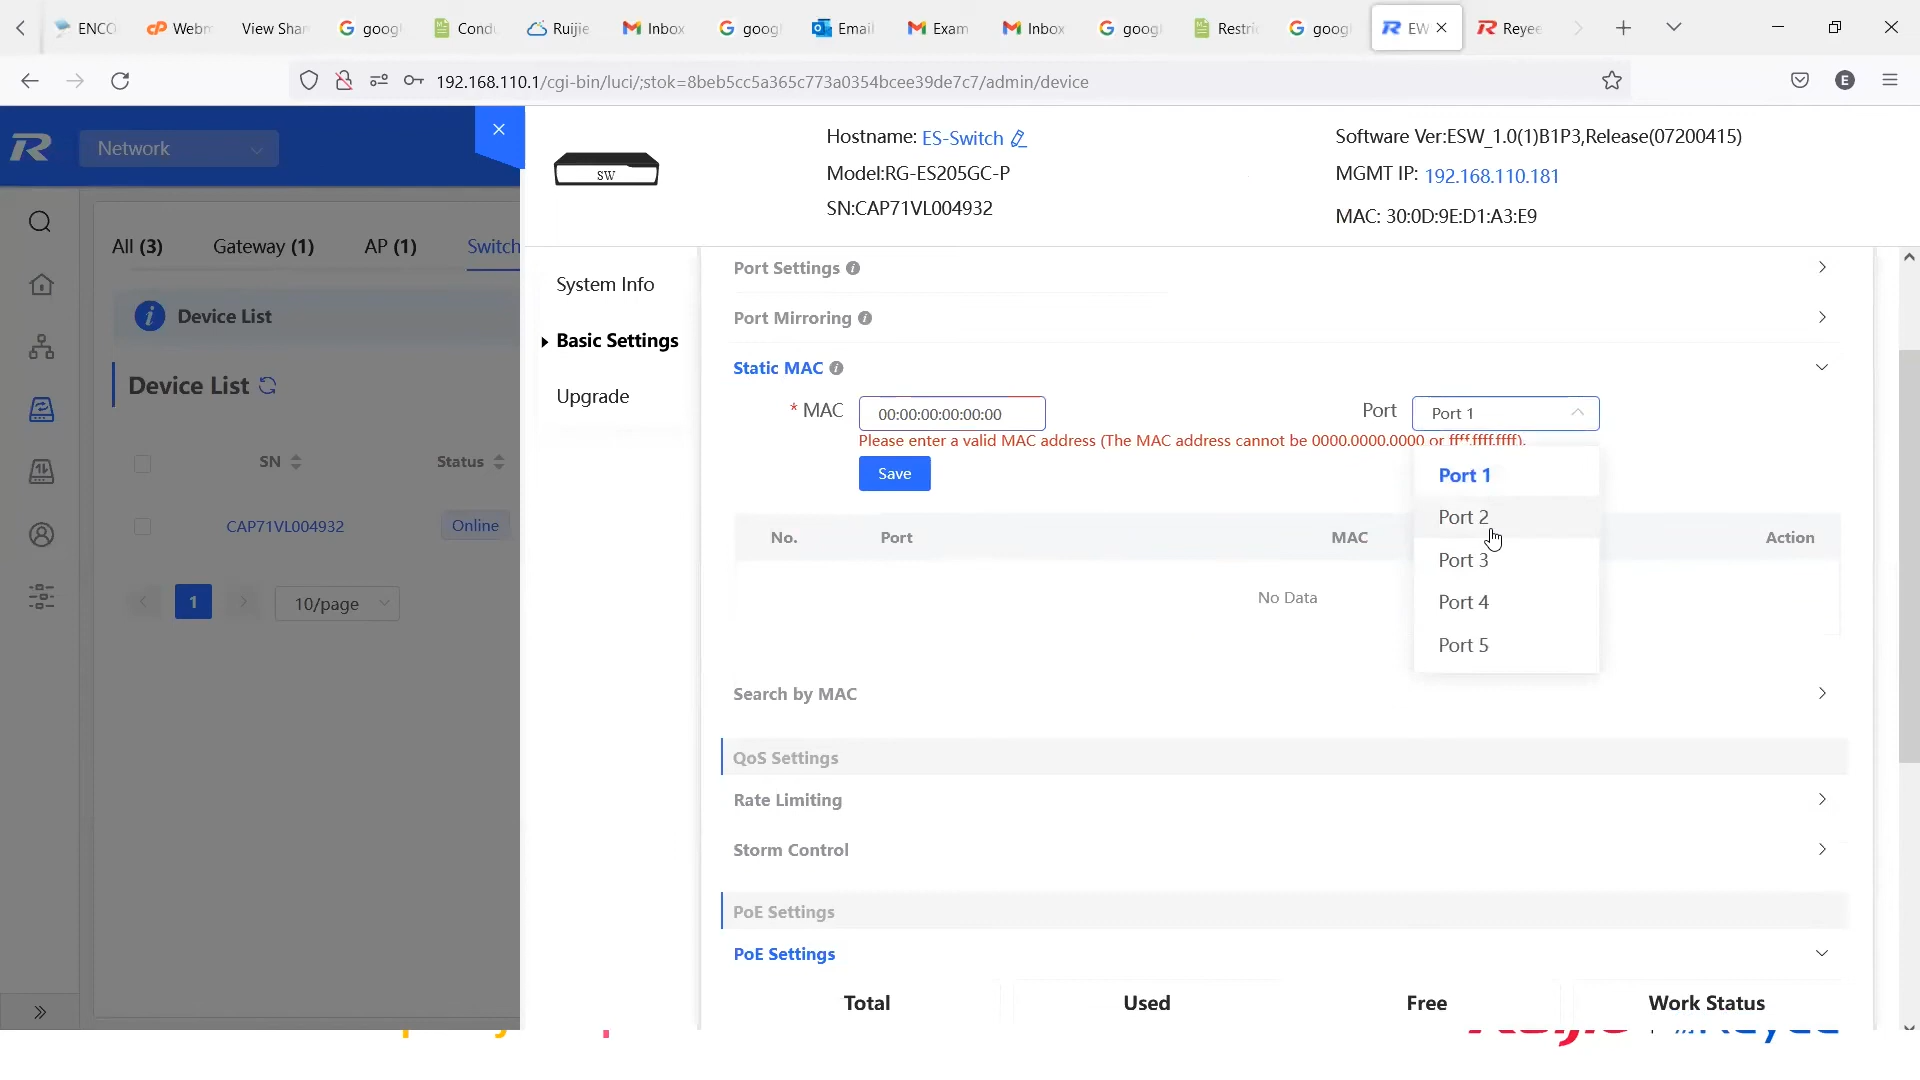 ENCO Webm View Shar googl Condu Ruijie Inbox googl Email Exam Inbox googl Restric googl EW Reyee
192.168.110.1/cgi-bin/luci/;stok=8beb5cc5a365c773a0354bcee39de7c7/admin/device
E
R Network
SW
Hostname: ES-Switch
Model:RG-ES205GC-P
SN:CAP71VL004932
Software Ver:ESW_1.0(1)B1P3,Release(07200415)
MGMT IP: 192.168.110.181
MAC: 30:0D:9E:D1:A3:E9
All (3) Gateway (1) AP (1) Switch
Device List
Device List
SN Status
CAP71VL004932 Online
1 10/page
System Info
Basic Settings
Upgrade
Port Settings
Port Mirroring
Static MAC
* MAC 00:00:00:00:00:00 Port Port 1
Please enter a valid MAC address (The MAC address cannot be 0000.0000.0000 or ffff.ffff.ffff).
Save
Port 1
Port 2
Port 3
Port 4
Port 5
No. Port MAC Action
No Data
Search by MAC
QoS Settings
Rate Limiting
Storm Control
PoE Settings
PoE Settings
Total Used Free Work Status